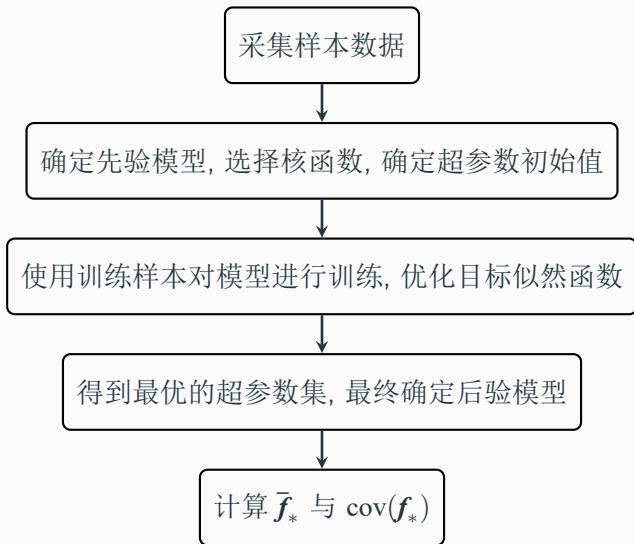 采集样本数据
确定先验模型, 选择核函数, 确定超参数初始值
使用训练样本对模型进行训练, 优化目标似然函数
得到最优的超参数集, 最终确定后验模型
计算 f̄* 与 cov(f*)